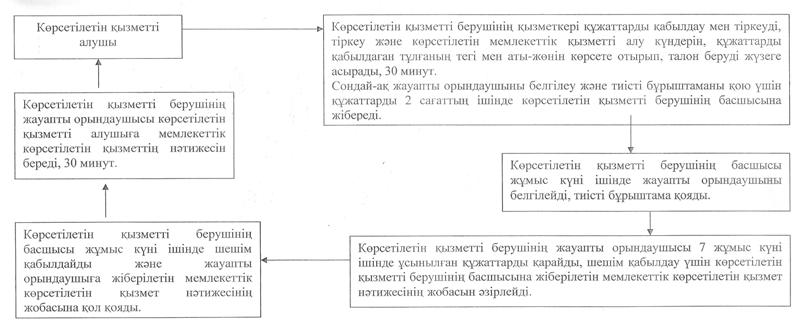 Көрсетілетін қызметті
алушы
Көрсетілетін қызметті берушінің қызметкері құжаттарды қабылдау мен тіркеуді,
тіркеу және көрсетілетін мемлекеттік қызметті алу күндерін, құжаттарды
қабылдаған тұлғаның тегі мен аты-жөнін көрсете отырып, талон беруді жүзеге
асырады, 30 минут.
Сондай-ақ жауапты орындаушыны белгілеу және тиісті бұрыштаманы қою үшін
құжаттарды 2 сағаттың ішінде көрсетілетін қызметті берушінің басшысына
жібереді.
Көрсетілетін қызметті берушінің басшысы
жұмыс күні ішінде жауапты орындаушыны
белгілейді, тиісті бұрыштама қояды.
Көрсетілетін қызметті берушінің жауапты орындаушысы 7 жұмыс күні
ішінде ұсынылған құжаттарды қарайды, шешім қабылдау үшін көрсетілетін
қызметті берушінің басшысына жіберілетін мемлекеттік көрсетілетін қызмет
нәтижесінің жобасын әзірлейді.
Көрсетілетін қызметті берушінің
басшысы жұмыс күні ішінде шешім
қабылдайды және жауапты
орындаушыға жіберілетін мемлекеттік
көрсетілетін қызмет нәтижесінің
жобасына қол қояды.
Көрсетілетін қызметті берушінің
жауапты орындаушысы көрсетілетін
қызметті алушыға мемлекеттік
көрсетілетін қызметтің нәтижесін
береді, 30 минут.